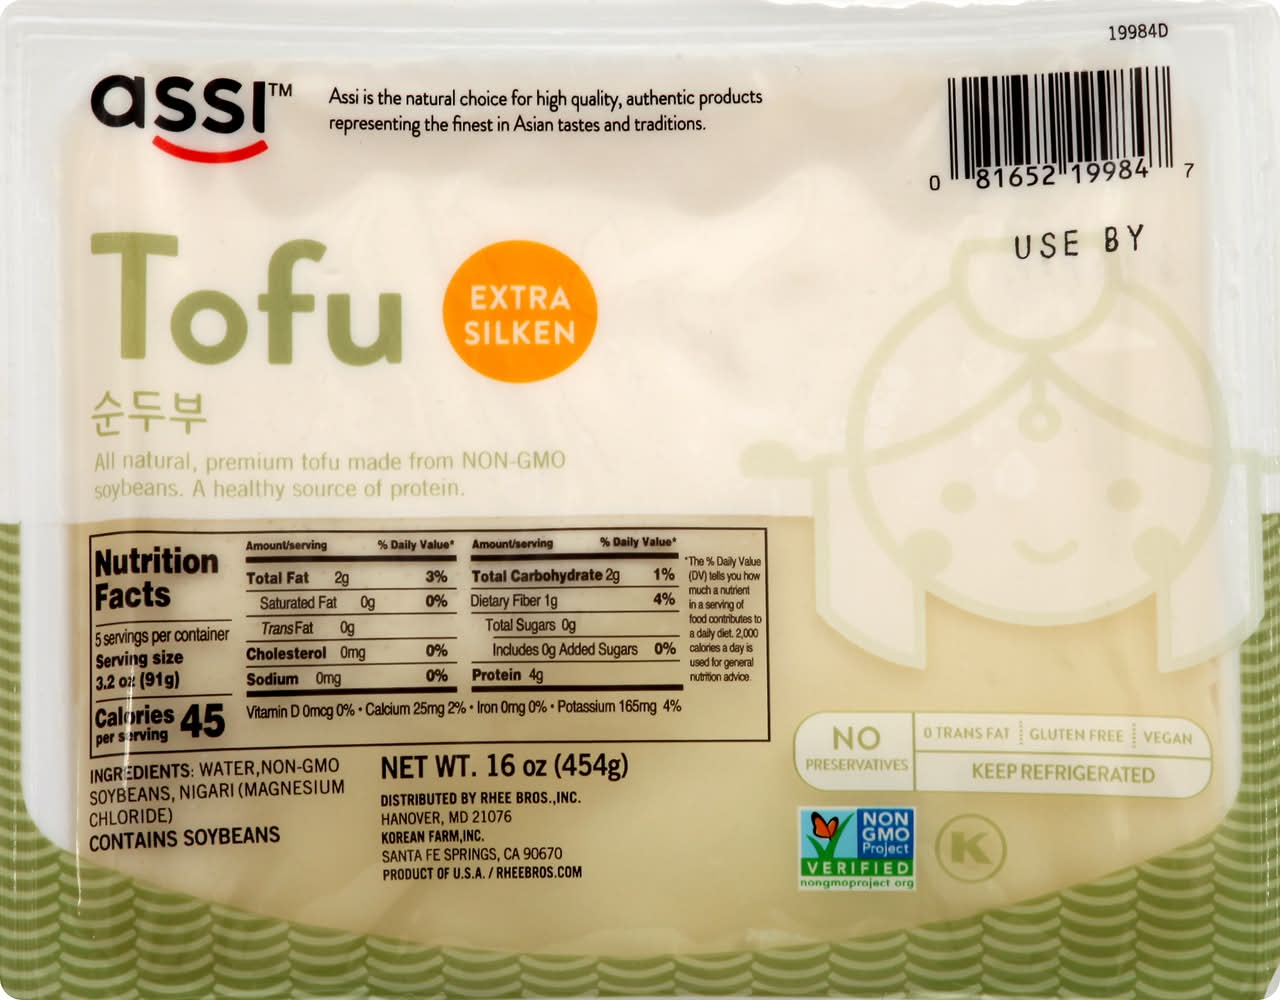 19984D
assi™
Assi is the natural choice for high quality, authentic products
representing the finest in Asian tastes and traditions.
0 81652 19984 7
USE BY
Tofu
EXTRA
SILKEN
순두부
All natural, premium tofu made from NON-GMO
soybeans. A healthy source of protein.
Nutrition
Facts
5 servings per container
Serving size
3.2 oz (91g)
Calories 45
per serving
Amount/serving % Daily Value*
Total Fat 2g 3%
Saturated Fat 0g 0%
Trans Fat 0g
Cholesterol 0mg 0%
Sodium 0mg 0%
Amount/serving % Daily Value*
Total Carbohydrate 2g 1%
Dietary Fiber 1g 4%
Total Sugars 0g
Includes 0g Added Sugars 0%
Protein 4g
Vitamin D 0mcg 0% • Calcium 25mg 2% • Iron 0mg 0% • Potassium 165mg 4%
*The % Daily Value
(DV) tells you how
much a nutrient
in a serving of
food contributes to
a daily diet. 2,000
calories a day is
used for general
nutrition advice.
INGREDIENTS: WATER,NON-GMO
SOYBEANS, NIGARI (MAGNESIUM
CHLORIDE)
CONTAINS SOYBEANS
NET WT. 16 oz (454g)
DISTRIBUTED BY RHEE BROS.,INC.
HANOVER, MD 21076
KOREAN FARM,INC.
SANTA FE SPRINGS, CA 90670
PRODUCT OF U.S.A. / RHEEBROS.COM
NO
PRESERVATIVES
0 TRANS FAT GLUTEN FREE VEGAN
KEEP REFRIGERATED
NON
GMO
Project
VERIFIED
nongmoproject.org
K